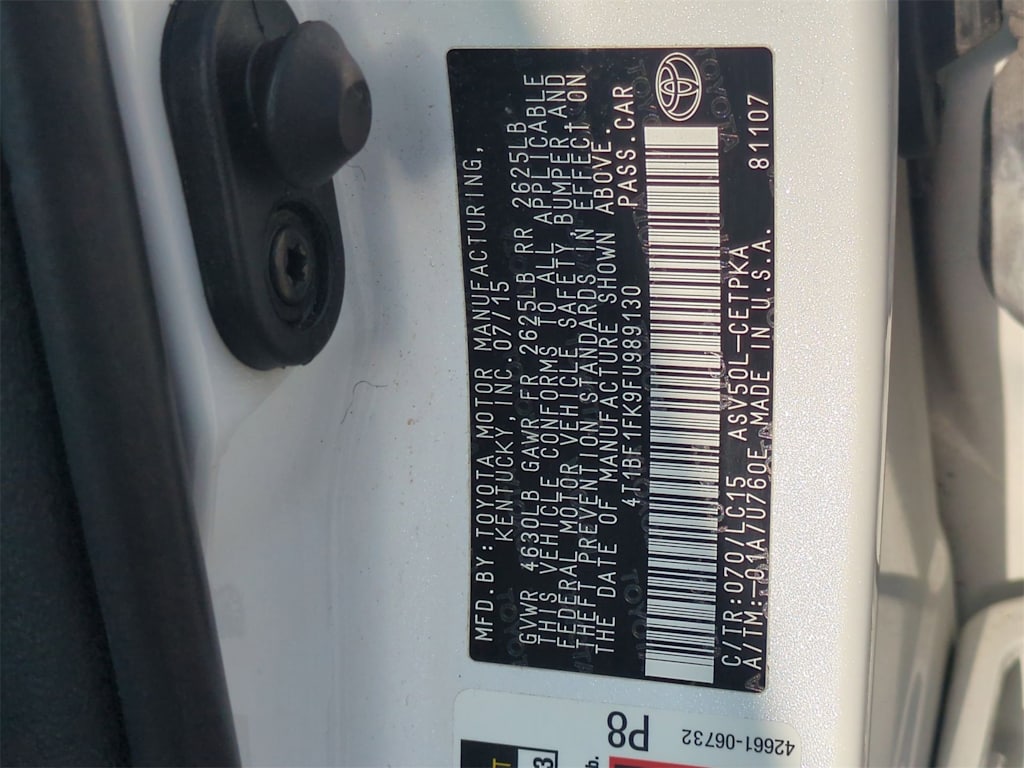 MFD.BY:TOYOTA MOTOR MANUFACTURING,
KENTUCKY,INC. 07/15
GVWR 4630LB GAWR FR 2625LB RR 2625LB
THIS VEHICLE CONFORMS TO ALL APPLICABLE
FEDERAL MOTOR VEHICLE SAFETY,BUMPER,AND
THEFT PREVENTION STANDARDS IN EFFECT ON
THE DATE OF MANUFACTURE SHOWN ABOVE.
4T1BF1FK9FU989130 PASS.CAR
C/TR:070/LC15 ASV50L-CETPKA 81107
A/TM:-01A/U760E MADE IN U.S.A.
P8
42661-06732